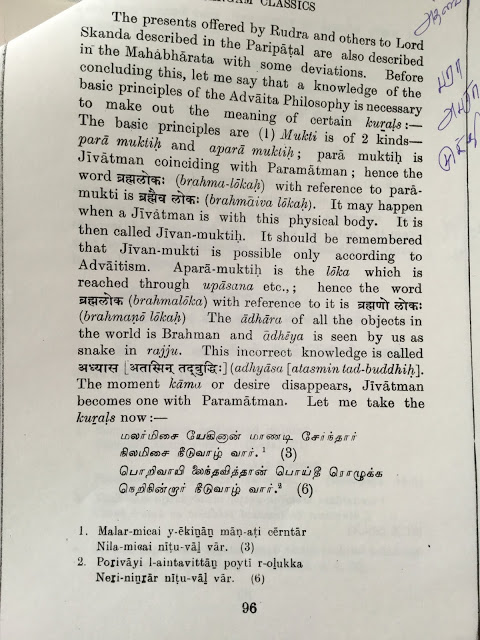 SANGAM CLASSICS
The presents offered by Rudra and others to Lord
Skanda described in the Paripāṭal are also described
in the Mahābhārata with some deviations. Before
concluding this, let me say that a knowledge of the
basic principles of the Advāita Philosophy is necessary
to make out the meaning of certain kuṟaḷs :—
The basic principles are (1) Mukti is of 2 kinds—
parā muktiḥ and aparā muktiḥ; parā muktiḥ is
Jīvātman coinciding with Paramātman; hence the
word ब्रह्मलोकः (brahma-lōkaḥ) with reference to parā-
mukti is ब्रह्मैव लोकः (brahmāiva lōkaḥ). It may happen
when a Jīvātman is with this physical body. It is
then called Jīvan-muktiḥ. It should be remembered
that Jīvan-mukti is possible only according to
Advāitism. Aparā-muktiḥ is the lōka which is
reached through upāsana etc.,; hence the word
ब्रह्मलोक (brahmalōka) with reference to it is ब्रह्मणो लोकः
(brahmaṇō lōkaḥ) The ādhāra of all the objects in
the world is Brahman and ādhēya is seen by us as
snake in rajju. This incorrect knowledge is called
अध्यास [अतस्मिन् तद्बुद्धिः] (adhyāsa [atasmin tad-buddhiḥ].
The moment kāma or desire disappears, Jīvātman
becomes one with Paramātman. Let me take the
kuṟaḷs now :—
மலர்மிசை யேகினான் மாணடி சேர்ந்தார்
நிலமிசை நீடுவாழ் வார்.¹ (3)
பொறிவாயி லைந்தவித்தான் பொய்தீ ரொழுக்க
நெறிநின்றார் நீடுவாழ் வார்.² (6)
1. Malar-micai y-ēkiṉāṉ māṇ-aṭi cērntār
Nila-micai nīṭu-vāḻ vār. (3)
2. Poṟivāyi l-aintavittāṉ poytī r-oḻukka
Neṟi-niṉṟār nīṭu-vāḻ vār. (6)
96